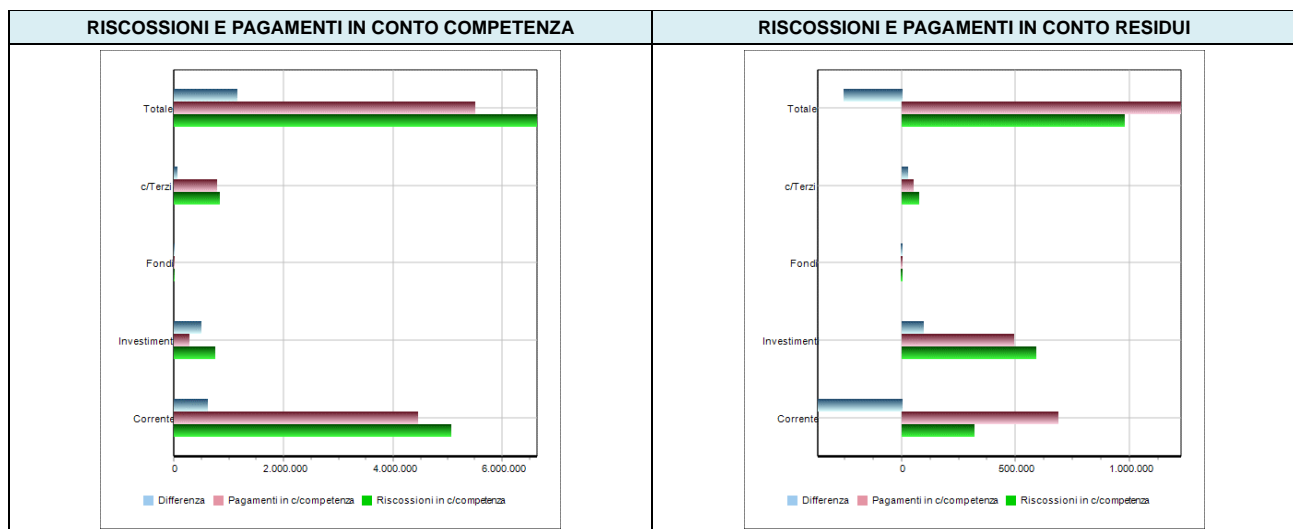 RISCOSSIONI E PAGAMENTI IN CONTO COMPETENZA
Totale
c/Terzi
Fondi
Investiment
Corrente
0 2.000.000 4.000.000 6.000.000
Differenza Pagamenti in c/competenza Riscossioni in c/competenza
RISCOSSIONI E PAGAMENTI IN CONTO RESIDUI
Totale
c/Terzi
Fondi
Investiment
Corrente
0 500.000 1.000.000
Differenza Pagamenti in c/competenza Riscossioni in c/competenza